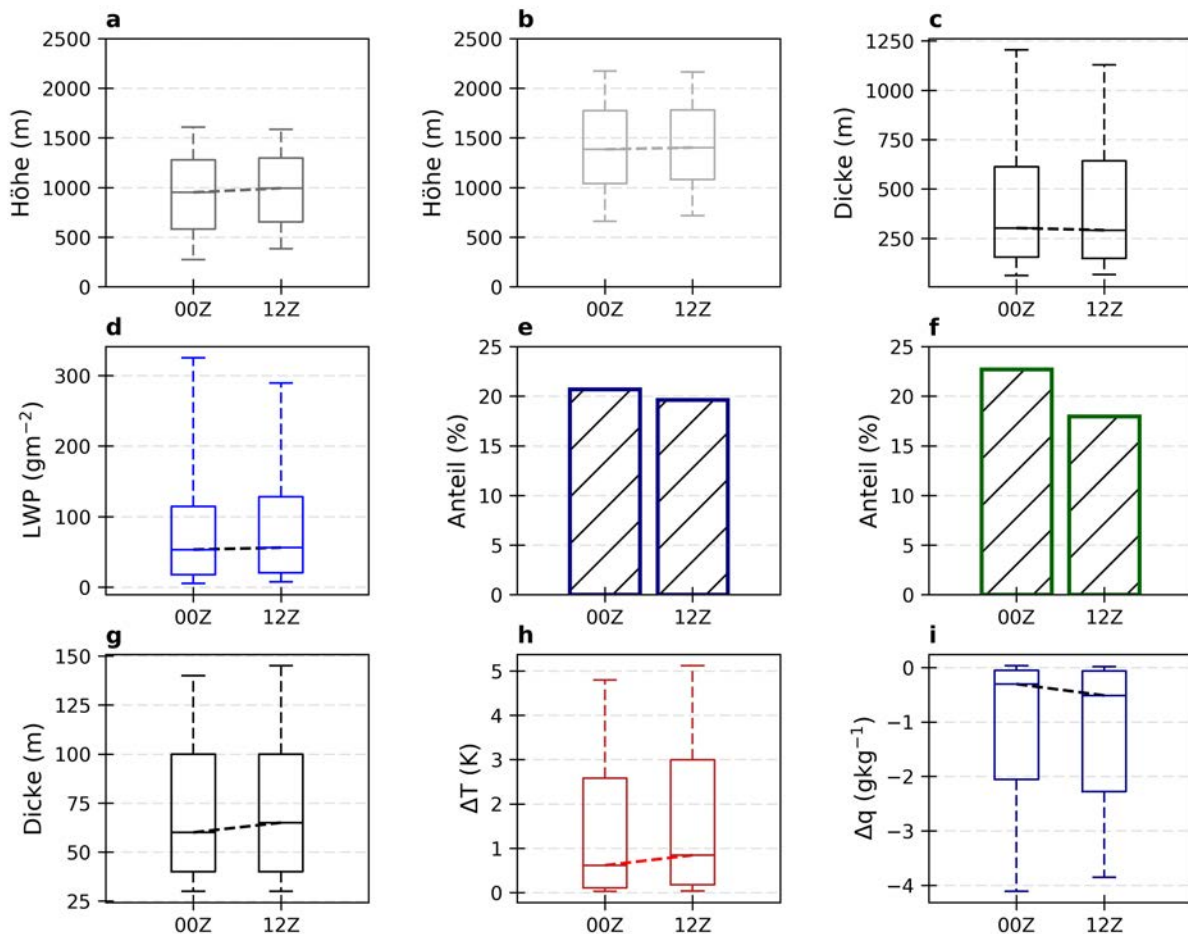 a
2500
2000
1500
1000
500
0
Höhe (m)
00Z 12Z
b
2500
2000
1500
1000
500
0
Höhe (m)
00Z 12Z
c
1250
1000
750
500
250
Dicke (m)
00Z 12Z
d
300
200
100
0
LWP (gm⁻²)
00Z 12Z
e
25
20
15
10
5
0
Anteil (%)
00Z 12Z
f
25
20
15
10
5
0
Anteil (%)
00Z 12Z
g
150
125
100
75
50
25
Dicke (m)
00Z 12Z
h
5
4
3
2
1
0
ΔT (K)
00Z 12Z
i
0
−1
−2
−3
−4
Δq (gkg⁻¹)
00Z 12Z